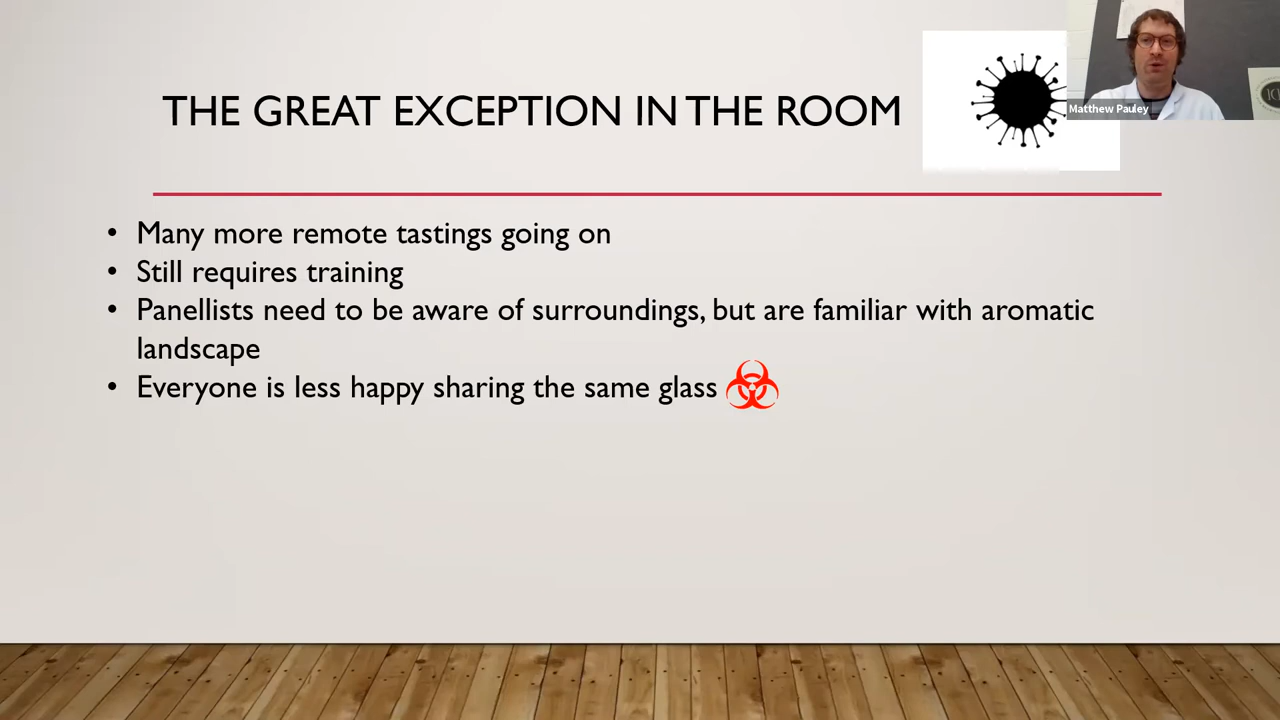 THE GREAT EXCEPTION IN THE ROOM
Matthew Pauley
• Many more remote tastings going on
• Still requires training
• Panellists need to be aware of surroundings, but are familiar with aromatic
landscape
• Everyone is less happy sharing the same glass